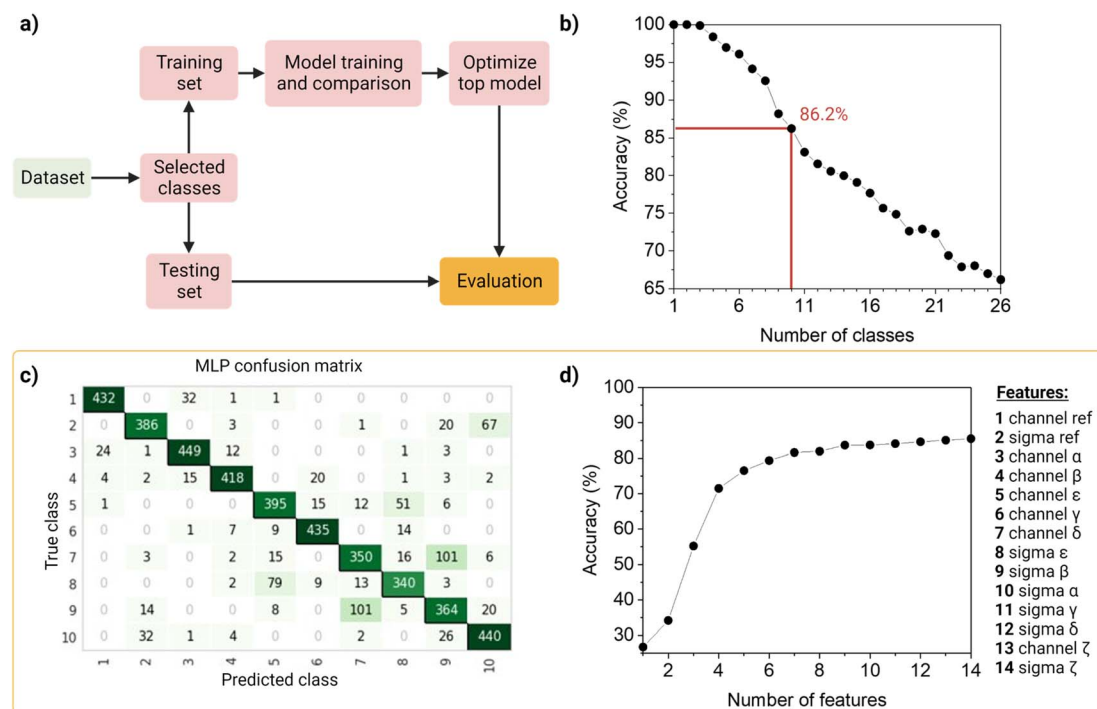 a)
Training
set
Model training
and comparison
Optimize
top model
Dataset
Selected
classes
Testing
set
Evaluation
b)
100
95
90
85
80
75
70
65
Accuracy (%)
86.2%
1 6 11 16 21 26
Number of classes
c)
MLP confusion matrix
True class
1 432 0 32 1 1 0 0 0 0 0
2 0 386 0 3 0 0 1 0 20 67
3 24 1 449 12 0 0 0 1 3 0
4 4 2 15 418 0 20 0 1 3 2
5 1 0 0 0 395 15 12 51 6 0
6 0 0 1 7 9 435 0 14 0 0
7 0 3 0 2 15 0 350 16 101 6
8 0 0 0 2 79 9 13 340 3 0
9 0 14 0 0 8 0 101 5 364 20
10 0 32 1 4 0 0 2 0 26 440
1 2 3 4 5 6 7 8 9 10
Predicted class
d)
100
90
80
70
60
50
40
30
Accuracy (%)
2 4 6 8 10 12 14
Number of features
Features:
1 channel ref
2 sigma ref
3 channel α
4 channel β
5 channel ε
6 channel γ
7 channel δ
8 sigma ε
9 sigma β
10 sigma α
11 sigma γ
12 sigma δ
13 channel ζ
14 sigma ζ